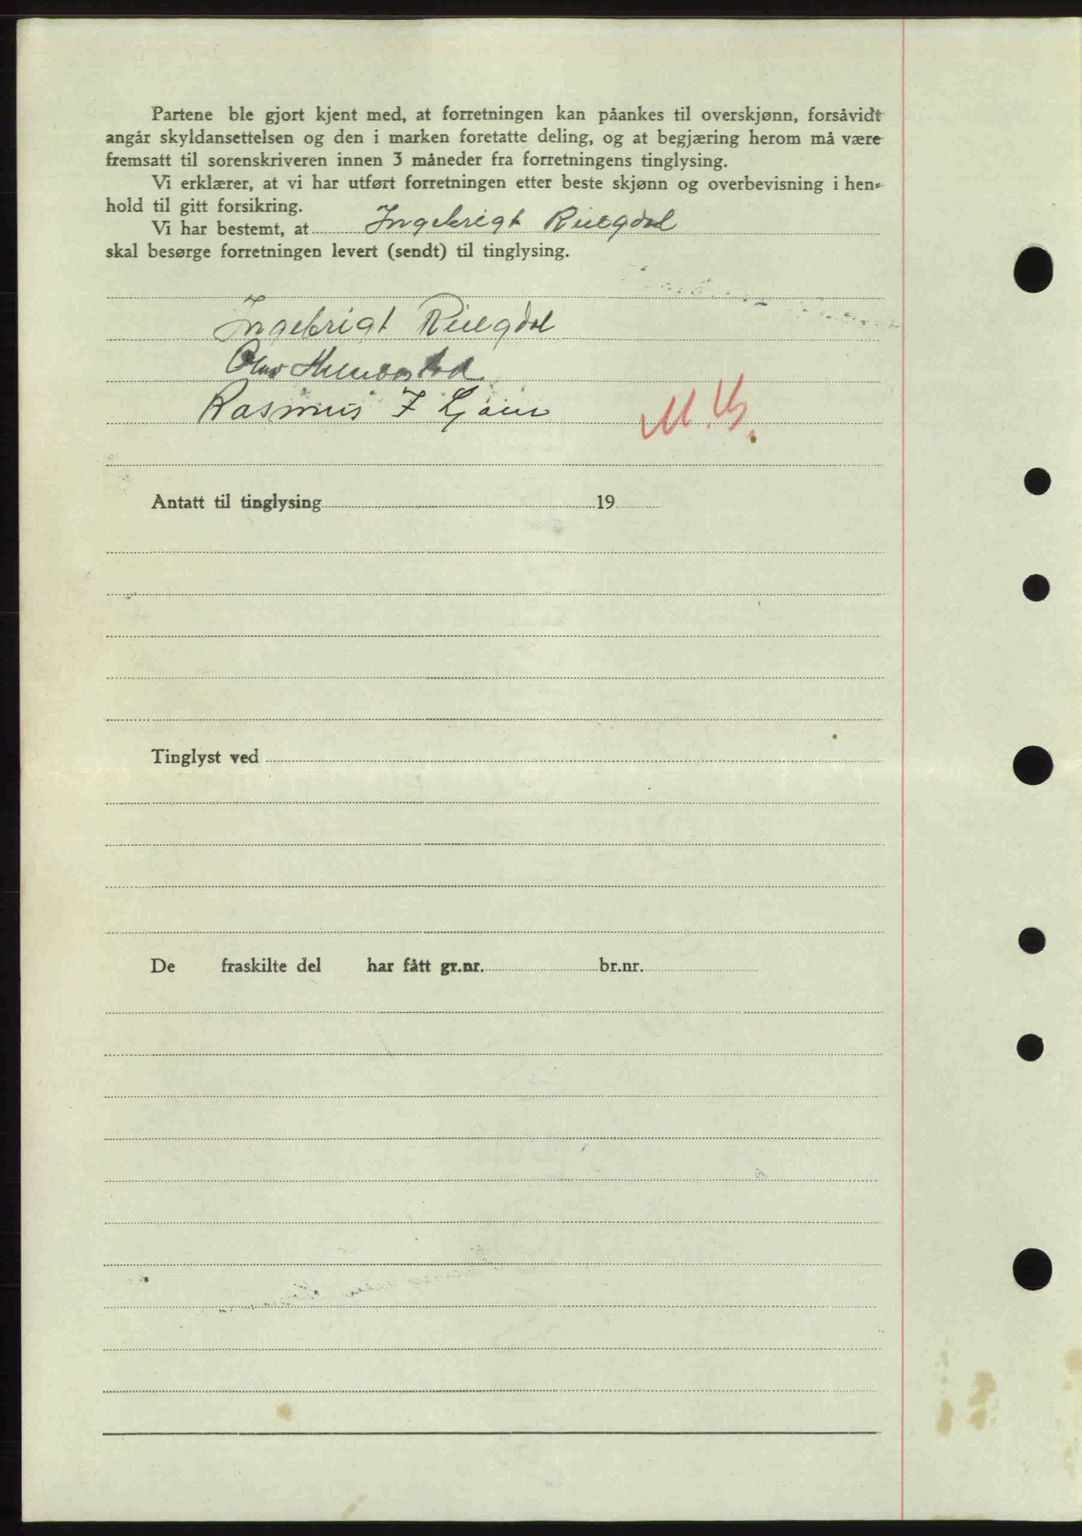 Partene ble gjort kjent med, at forretningen kan påankes til overskjønn, forsåvidt
angår skyldansettelsen og den i marken foretatte deling, og at begjæring herom må være
fremsatt til sorenskriveren innen 3 måneder fra forretningens tinglysing.
Vi erklærer, at vi har utført forretningen etter beste skjønn og overbevisning i hen-
hold til gitt forsikring.
Vi har bestemt, at Ingebrigt
skal besørge forretningen levert (sendt) til tinglysing.
Ingebrigt
Rasmus
Antatt til tinglysing 19
Tinglyst ved
De fraskilte del har fått gr.nr. br.nr.